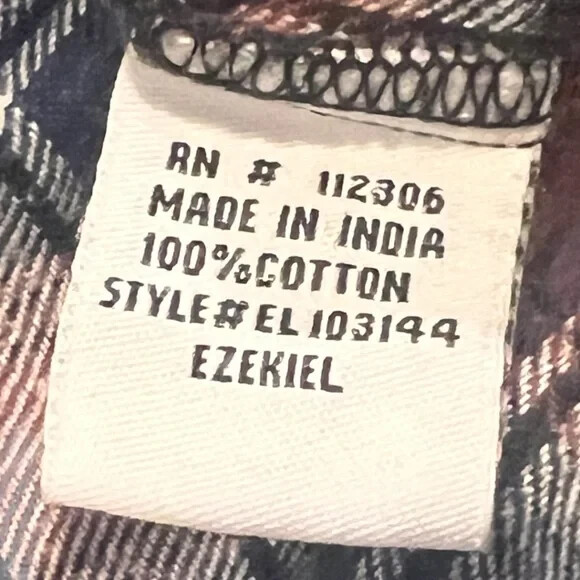 RN # 112306
MADE IN INDIA
100%COTTON
STYLE#EL103144
EZEKIEL